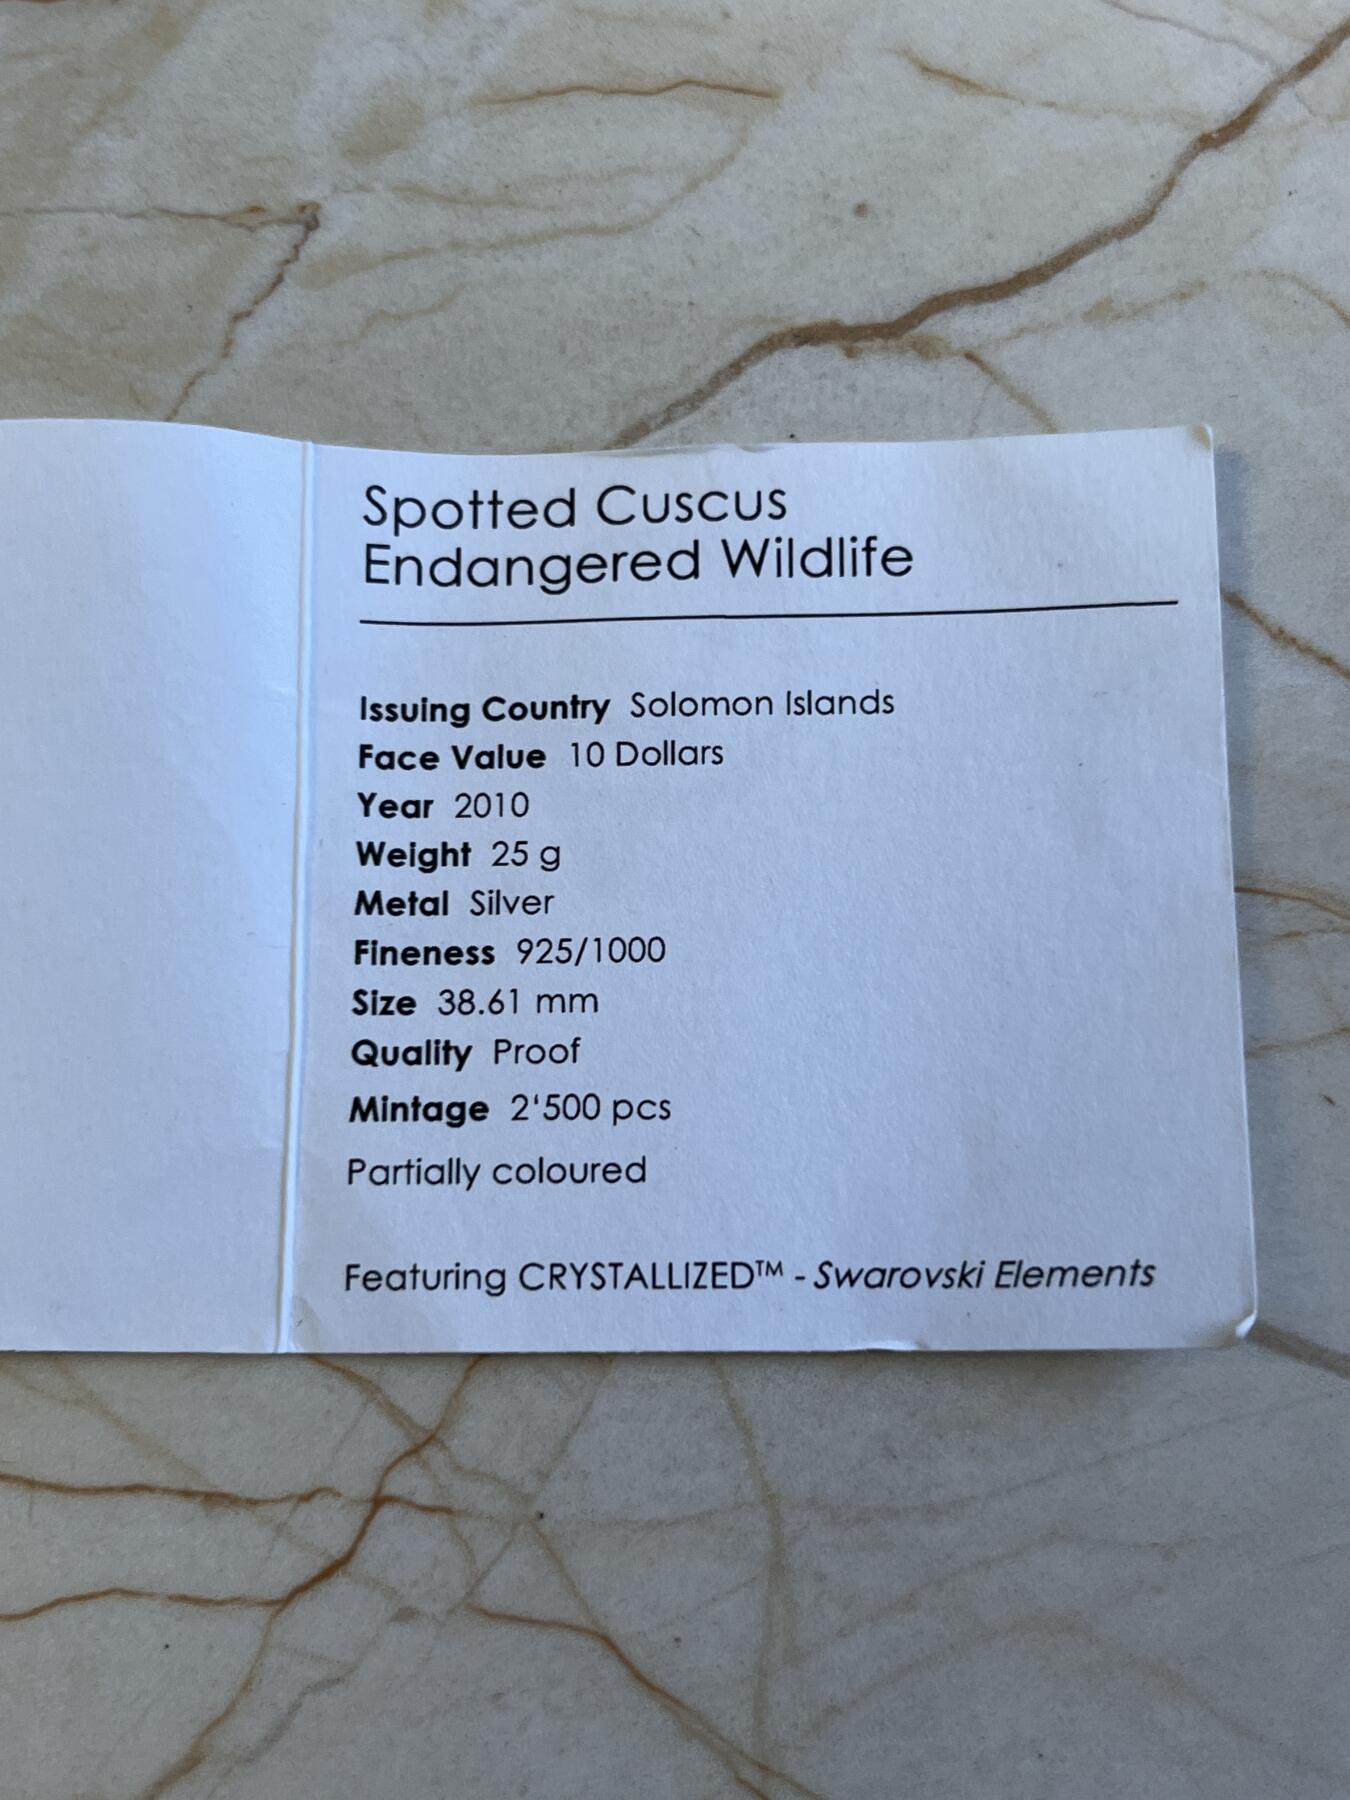 Spotted Cuscus
Endangered Wildlife
Issuing Country Solomon Islands
Face Value 10 Dollars
Year 2010
Weight 25 g
Metal Silver
Fineness 925/1000
Size 38.61 mm
Quality Proof
Mintage 2'500 pcs
Partially coloured
Featuring CRYSTALLIZED™ - Swarovski Elements